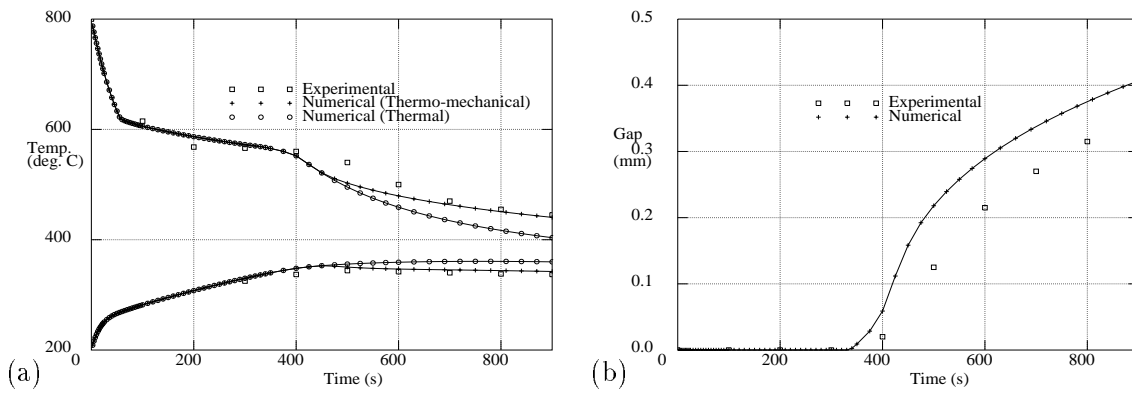 800
Experimental
Numerical (Thermo-mechanical)
Numerical (Thermal)
600
Temp.
(deg. C)
400
200
0
200
400
600
800
Time (s)
(a)
0.5
0.4
Experimental
Numerical
Gap
(mm)
0.3
0.2
0.1
0.0
0
200
400
600
800
Time (s)
(b)